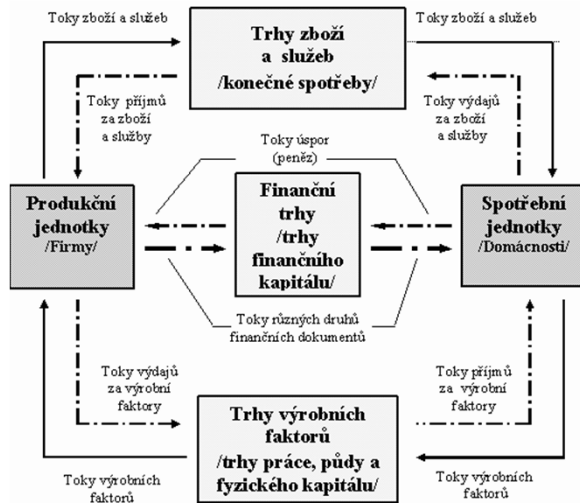 Toky zboží a služeb
Trhy zboží
a služeb
/konečné spotřeby/
Toky zboží a služeb
Toky příjmů
za zboží
a služby
Toky výdajů
za zboží
a služby
Toky úspor
(peněz)
Produkční
jednotky
/Firmy/
Finanční
trhy
/trhy
finančního
kapitálu/
Spotřební
jednotky
/Domácnosti/
Toky různých druhů
finančních dokumentů
Toky výdajů
za výrobní
faktory
Toky příjmů
za výrobní
faktory
Trhy výrobních
faktorů
/trhy práce, půdy a
fyzického kapitálu/
Toky výrobních
faktorů
Toky výrobních
faktorů